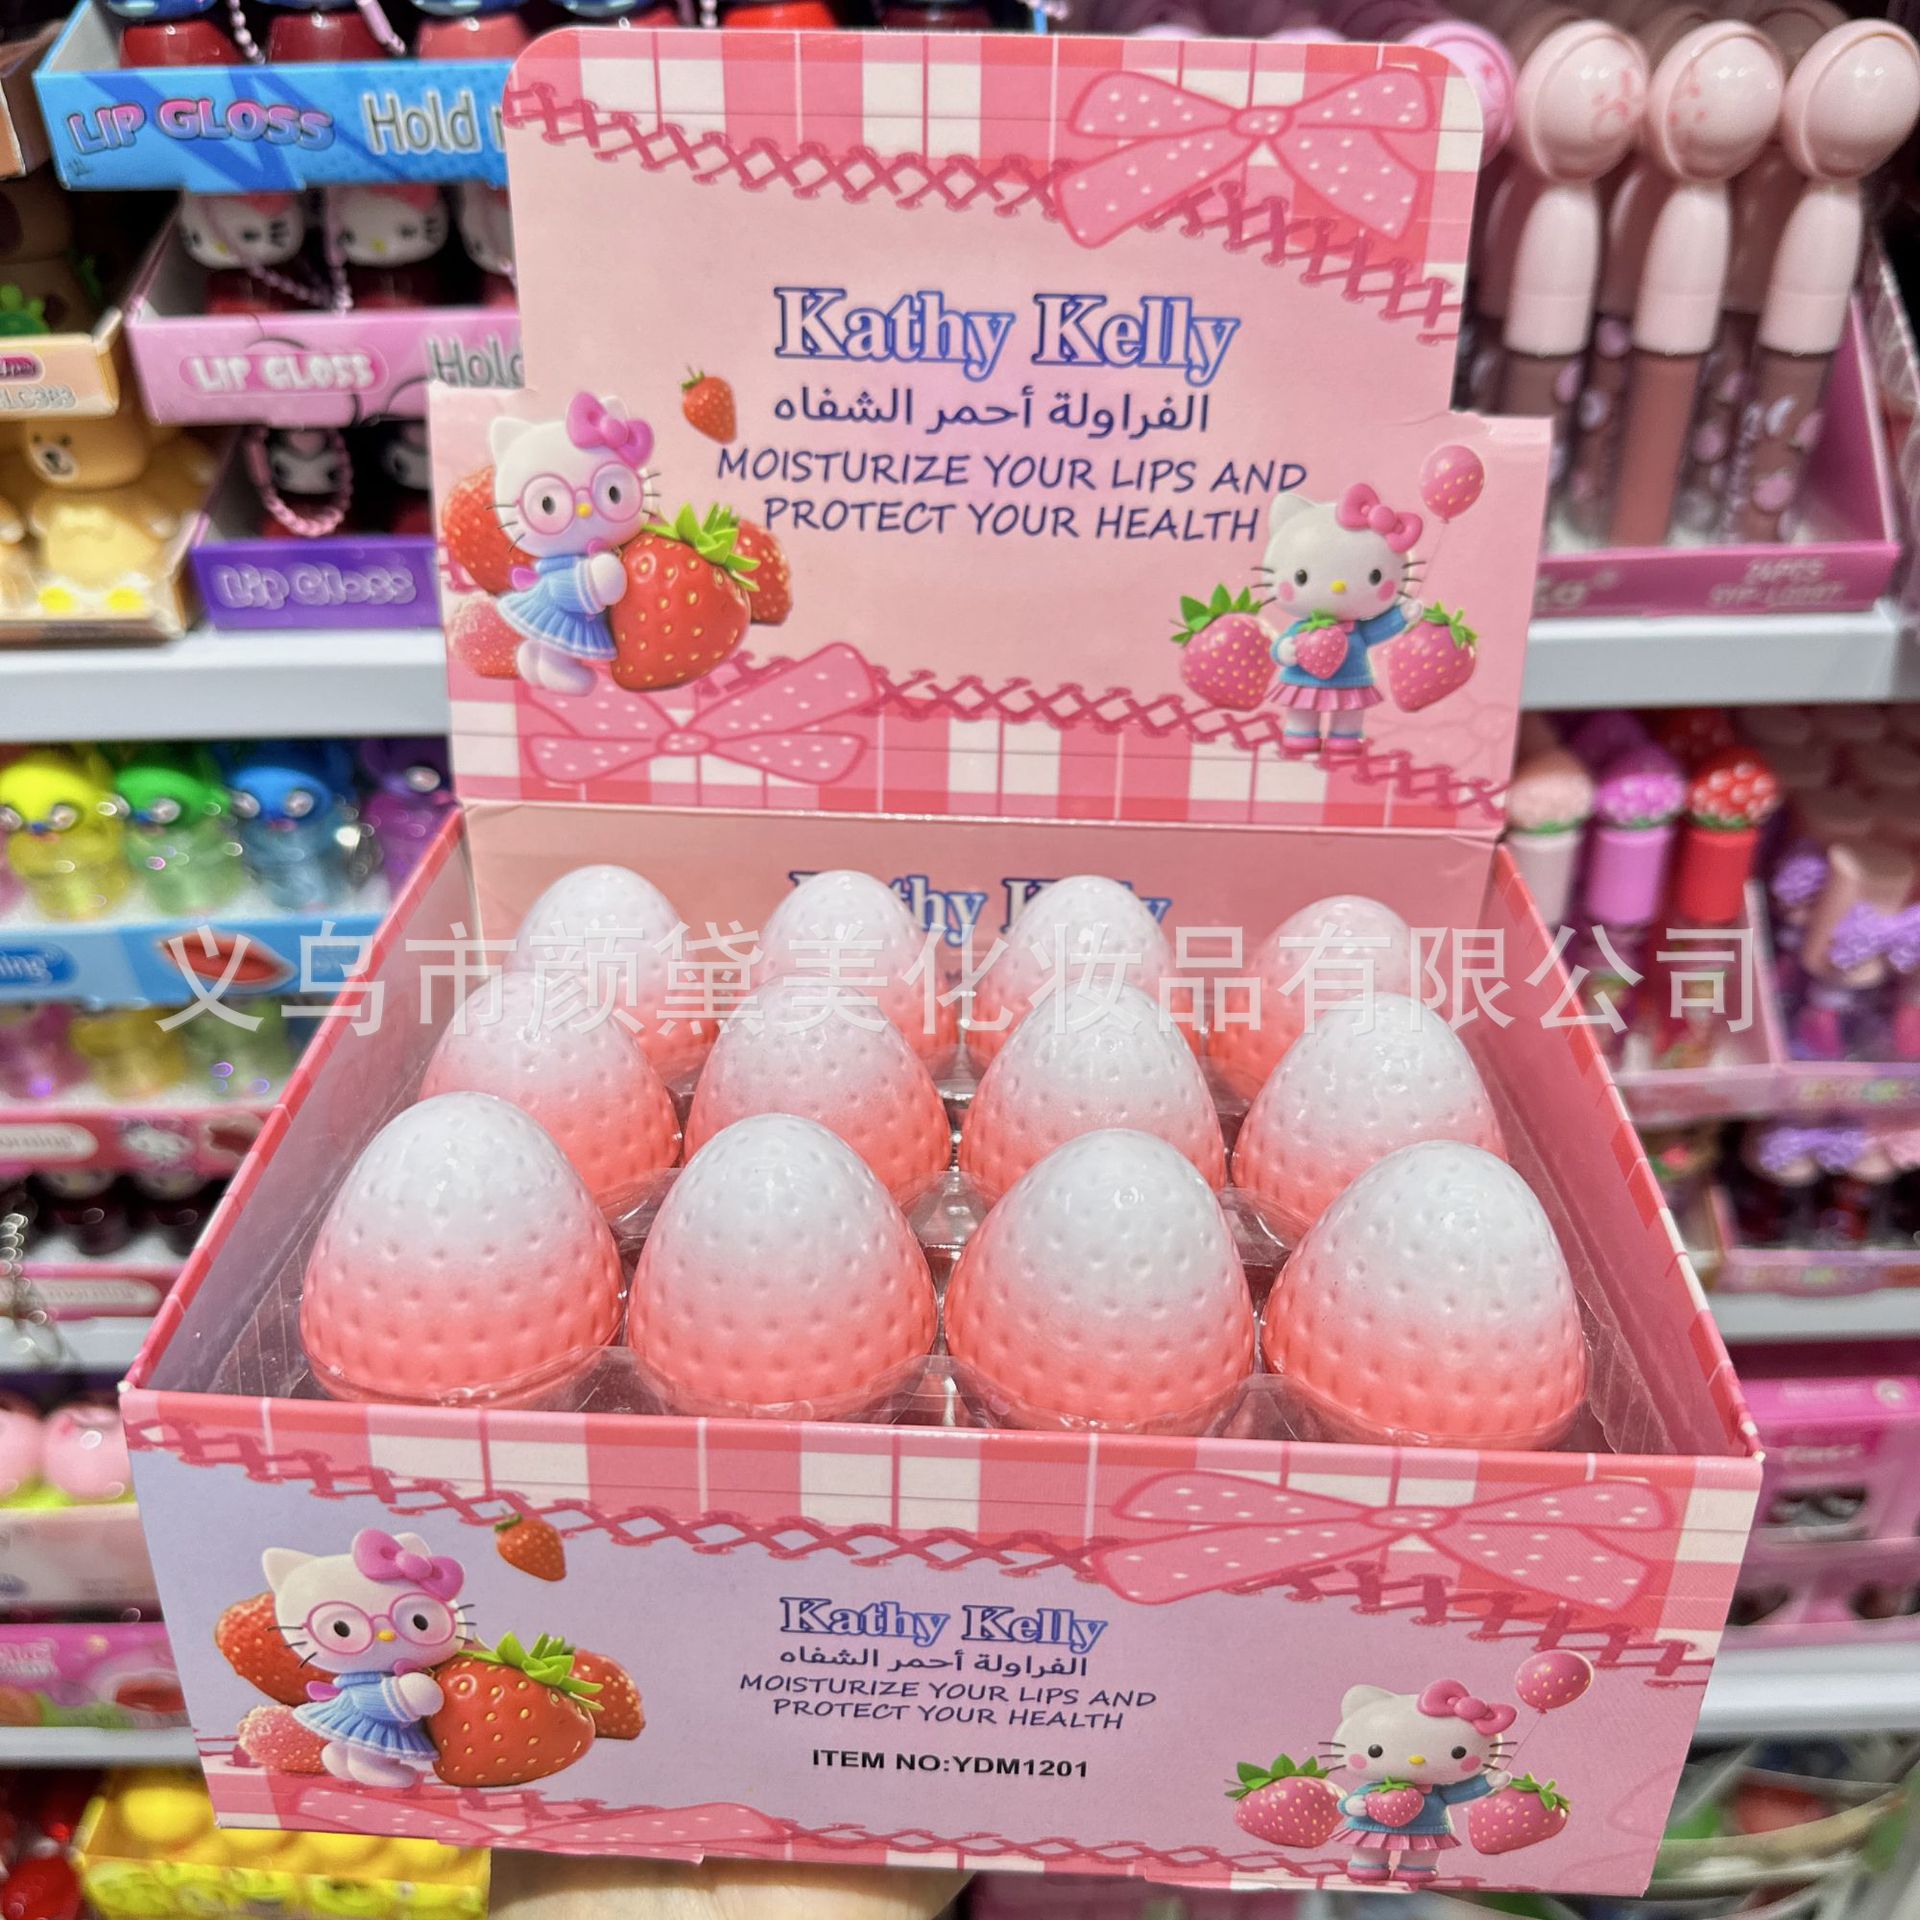 LIP GLOSS Hold
LIP GLOSS Hold
Lip Gloss
Kathy Kelly
الفراولة أحمر الشفاه
MOISTURIZE YOUR LIPS AND
PROTECT YOUR HEALTH
24PCS
义乌市颜黛美化妆品有限公司
Kathy Kelly
الفراولة أحمر الشفاه
MOISTURIZE YOUR LIPS AND
PROTECT YOUR HEALTH
ITEM NO:YDM1201